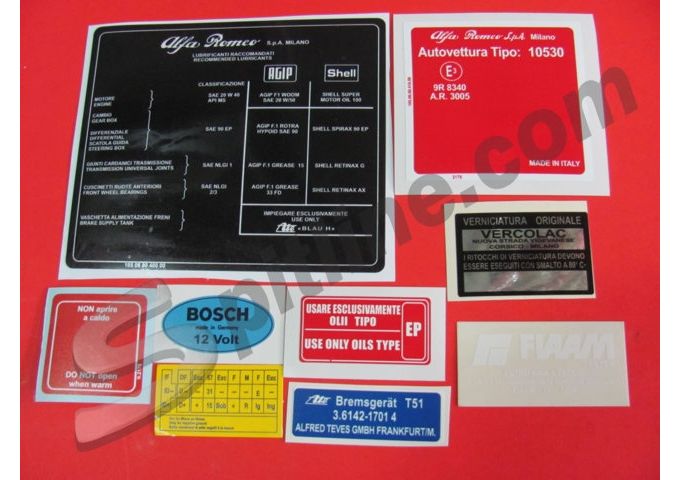 Alfa Romeo S.p.A. MILANO
LUBRIFICANTI RACCOMANDATI
RECOMMENDED LUBRICANTS
AGIP Shell
CLASSIFICAZIONE
MOTORE
ENGINE
SAE 20 W 40
API MS
AGIP F1 WOOM
SAE 20 W/50
SHELL SUPER
MOTOR OIL 100
CAMBIO
GEAR BOX
DIFFERENZIALE
DIFFERENTIAL
SCATOLA GUIDA
STEERING BOX
SAE 90 EP
AGIP F.1 ROTRA
HYPOID SAE 90
SHELL SPIRAX 90 EP
GIUNTI CARDANICI TRASMISSIONE
TRANSMISSION UNIVERSAL JOINTS
SAE NLGI 1
AGIP F.1 GREASE 15
SHELL RETINAX G
CUSCINETTI RUOTE ANTERIORI
FRONT WHEEL BEARINGS
SAE NLGI
2/3
AGIP F.1 GREASE
33 FD
SHELL RETINAX AX
VASCHETTA ALIMENTAZIONE FRENI
BRAKE SUPPLY TANK
IMPIEGARE ESCLUSIVAMENTE
USE ONLY
Ate «BLAU H»
Alfa Romeo S.p.A. Milano
Autovettura Tipo: 10530
E3
9R 8340
A.R. 3005
MADE IN ITALY
VERNICIATURA ORIGINALE
VERCOLAC
NUOVA STRADA VIGEVANESE
CORSICO - MILANO
I RITOCCHI DI VERNICIATURA DEVONO
ESSERE ESEGUITI CON SMALTO A 80° C-
NON aprire
a caldo
DO NOT open
when warm
BOSCH
made in Germany
12 Volt
USARE ESCLUSIVAMENTE
OLII TIPO
EP
USE ONLY OILS TYPE
FWAM
Ate Bremsgerät T51
3.6142-1701 4
ALFRED TEVES GMBH FRANKFURT/M.
Spitline.com